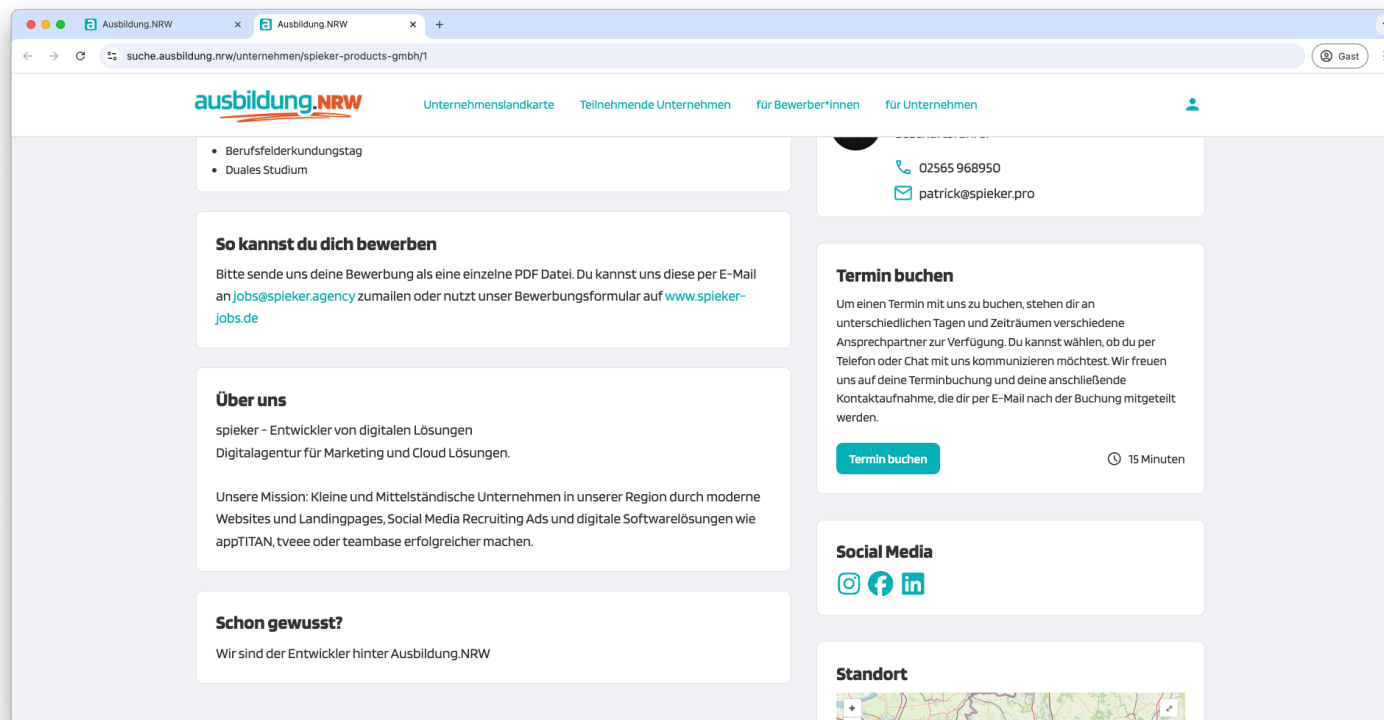 Ausbildung.NRW
Ausbildung.NRW
suche.ausbildung.nrw/unternehmen/spieker-products-gmbh/1
Gast
ausbildung.NRW
Unternehmenslandkarte
Teilnehmende Unternehmen
für Bewerber*innen
für Unternehmen
• Berufsfelderkundungstag
• Duales Studium
So kannst du dich bewerben
Bitte sende uns deine Bewerbung als eine einzelne PDF Datei. Du kannst uns diese per E-Mail
an jobs@spieker.agency zumailen oder nutzt unser Bewerbungsformular auf www.spieker-
jobs.de
Über uns
spieker - Entwickler von digitalen Lösungen
Digitalagentur für Marketing und Cloud Lösungen.
Unsere Mission: Kleine und Mittelständische Unternehmen in unserer Region durch moderne
Websites und Landingpages, Social Media Recruiting Ads und digitale Softwarelösungen wie
appTITAN, tveee oder teambase erfolgreicher machen.
Schon gewusst?
Wir sind der Entwickler hinter Ausbildung.NRW
02565 968950
patrick@spieker.pro
Termin buchen
Um einen Termin mit uns zu buchen, stehen dir an
unterschiedlichen Tagen und Zeiträumen verschiedene
Ansprechpartner zur Verfügung. Du kannst wählen, ob du per
Telefon oder Chat mit uns kommunizieren möchtest. Wir freuen
uns auf deine Terminbuchung und deine anschließende
Kontaktaufnahme, die dir per E-Mail nach der Buchung mitgeteilt
werden.
Termin buchen
15 Minuten
Social Media
Standort